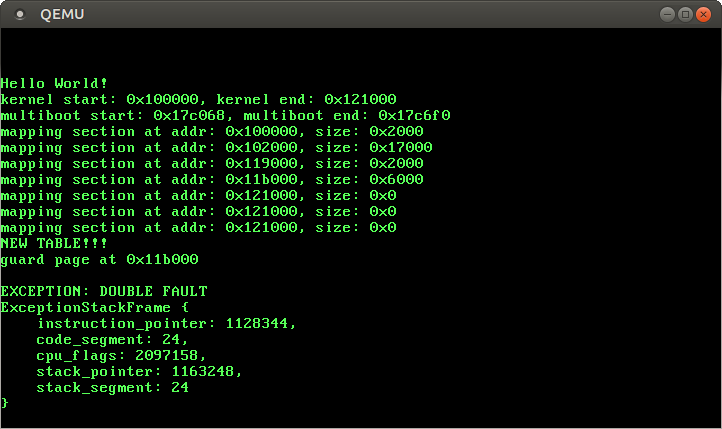 QEMU
Hello World!
kernel start: 0x100000, kernel end: 0x121000
multiboot start: 0x17c068, multiboot end: 0x17c6f0
mapping section at addr: 0x100000, size: 0x2000
mapping section at addr: 0x102000, size: 0x17000
mapping section at addr: 0x119000, size: 0x2000
mapping section at addr: 0x11b000, size: 0x6000
mapping section at addr: 0x121000, size: 0x0
mapping section at addr: 0x121000, size: 0x0
mapping section at addr: 0x121000, size: 0x0
NEW TABLE!!!
guard page at 0x11b000
EXCEPTION: DOUBLE FAULT
ExceptionStackFrame {
    instruction_pointer: 1128344,
    code_segment: 24,
    cpu_flags: 2097158,
    stack_pointer: 1163248,
    stack_segment: 24
}